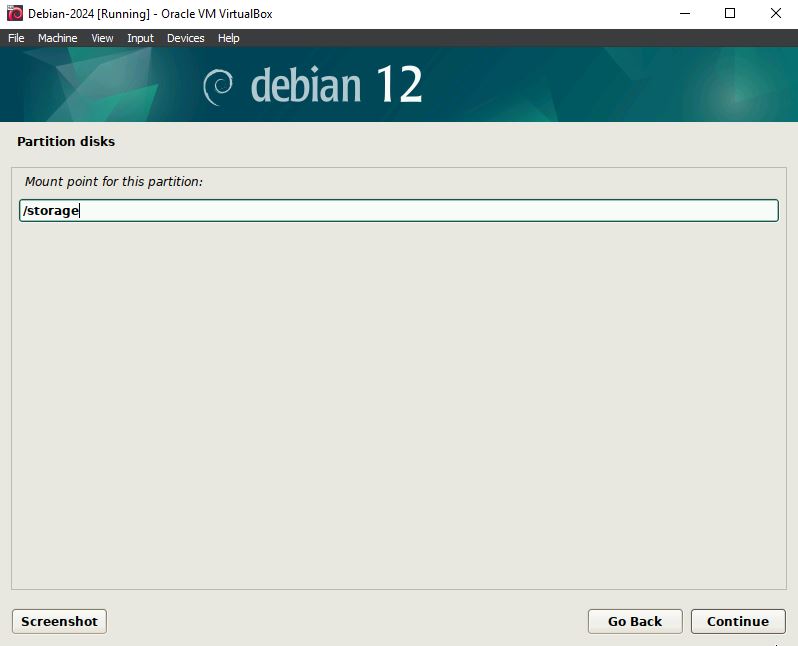 Debian-2024 [Running] - Oracle VM VirtualBox
File Machine View Input Devices Help
debian 12
Partition disks
Mount point for this partition:
/storage
Screenshot Go Back Continue